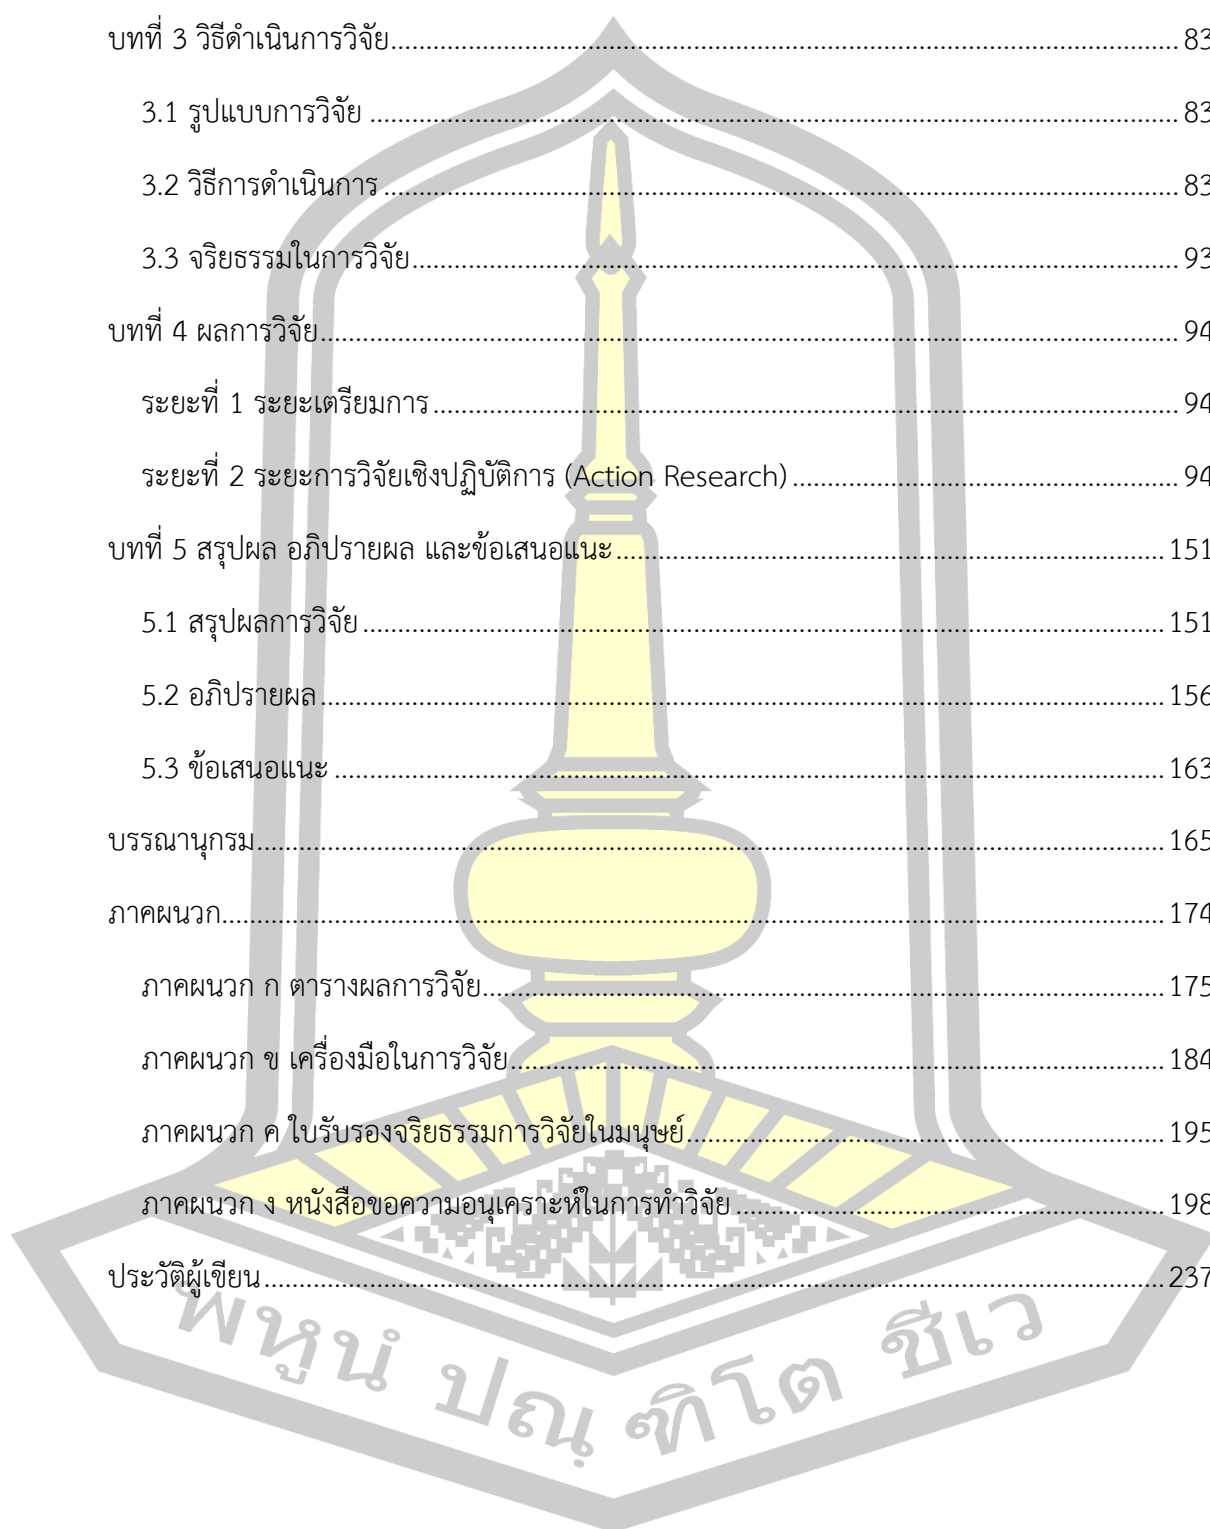 บทที่ 3 วิธีดำเนินการวิจัย.......................................................................................................... 83
3.1 รูปแบบการวิจัย ............................................................................................................. 83
3.2 วิธีการดำเนินการ ........................................................................................................... 83
3.3 จริยธรรมในการวิจัย....................................................................................................... 93
บทที่ 4 ผลการวิจัย.................................................................................................................... 94
ระยะที่ 1 ระยะเตรียมการ .................................................................................................... 94
ระยะที่ 2 ระยะการวิจัยเชิงปฏิบัติการ (Action Research) .................................................... 94
บทที่ 5 สรุปผล อภิปรายผล และข้อเสนอแนะ ........................................................................... 151
5.1 สรุปผลการวิจัย ............................................................................................................. 151
5.2 อภิปรายผล ................................................................................................................... 156
5.3 ข้อเสนอแนะ ................................................................................................................. 163
บรรณานุกรม............................................................................................................................ 165
ภาคผนวก................................................................................................................................. 174
ภาคผนวก ก ตารางผลการวิจัย............................................................................................. 175
ภาคผนวก ข เครื่องมือในการวิจัย ......................................................................................... 184
ภาคผนวก ค ใบรับรองจริยธรรมการวิจัยในมนุษย์................................................................. 195
ภาคผนวก ง หนังสือขอความอนุเคราะห์ในการทำวิจัย ........................................................... 198
ประวัติผู้เขียน ........................................................................................................................... 237
พหูนํ ปณฺฑิโต ชีเว